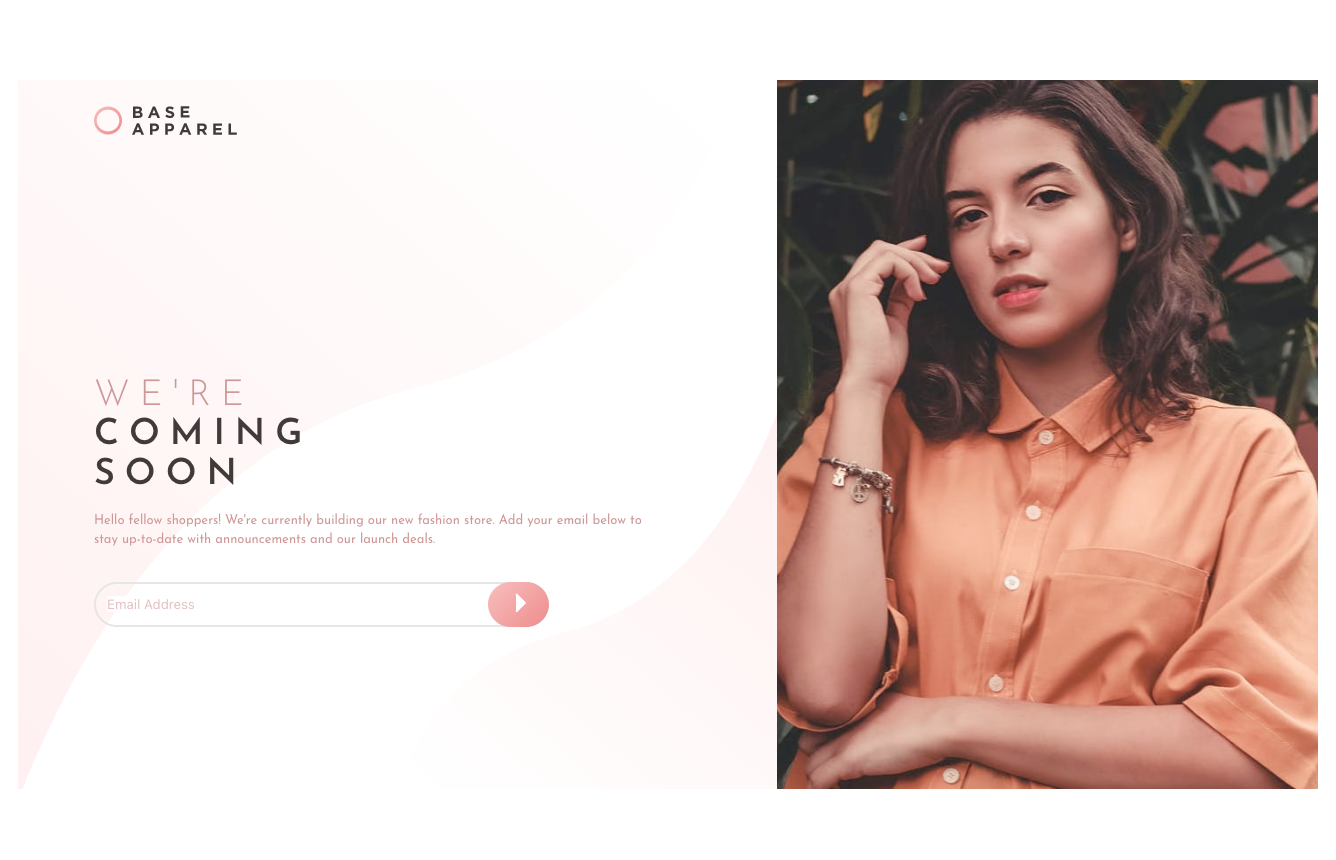 BASE
APPAREL
WE'RE
COMING
SOON
Hello fellow shoppers! We're currently building our new fashion store. Add your email below to
stay up-to-date with announcements and our launch deals.
Email Address